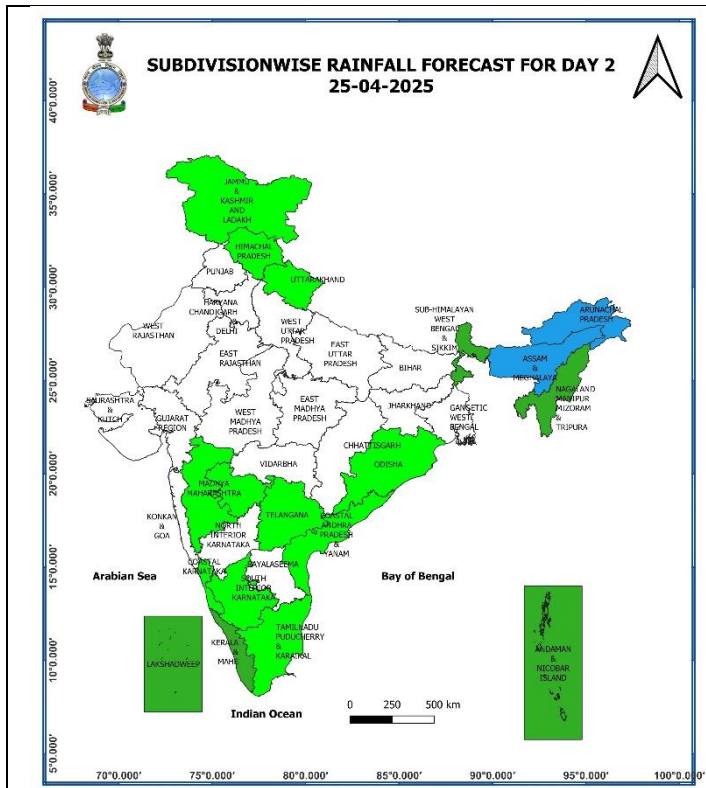 SUBDIVISIONWISE RAINFALL FORECAST FOR DAY 2
25-04-2025
40°0.000'
35°0.000'
30°0.000'
25°0.000'
20°0.000'
15°0.000'
10°0.000'
5°0.000'
JAMMU
&
KASHMIR
AND
LADAKH
HIMACHAL
PRADESH
PUNJAB
UTTARAKHAND
HARYANA
CHANDIGARH
&
DELHI
WEST
RAJASTHAN
WEST
UTTAR
PRADESH
EAST
UTTAR
PRADESH
SUB-HIMALAYAN
WEST
BENGAL
&
SIKKIM
ARUNACHAL
PRADESH
EAST
RAJASTHAN
BIHAR
ASSAM
&
MEGHALAYA
NAGALAND
MANIPUR
MIZORAM
&
TRIPURA
SAURASHTRA
&
KUTCH
GUJARAT
REGION
WEST
MADHYA
PRADESH
EAST
MADHYA
PRADESH
JHARKHAND
GANSETIC
WEST
BENGAL
CHHATTISGARH
ODISHA
VIDARBHA
MADHYA
MAHARASHTRA
TELANGANA
KONKAN
&
GOA
NORTH
INTERIOR
KARNATAKA
COASTAL
ANDHRA
PRADESH
&
YANAM
COASTAL
KARNATAKA
RAYALASEEMA
SOUTH
INTERIOR
KARNATAKA
Arabian Sea
Bay of Bengal
KERALA
&
MAHE
TAMILNADU
PUDUCHERRY
&
KARAIKAL
LAKSHADWEEP
ANDAMAN
&
NICOBAR
ISLAND
Indian Ocean
0 250 500 km
70°0.000' 75°0.000' 80°0.000' 85°0.000' 90°0.000' 95°0.000' 100°0.000'